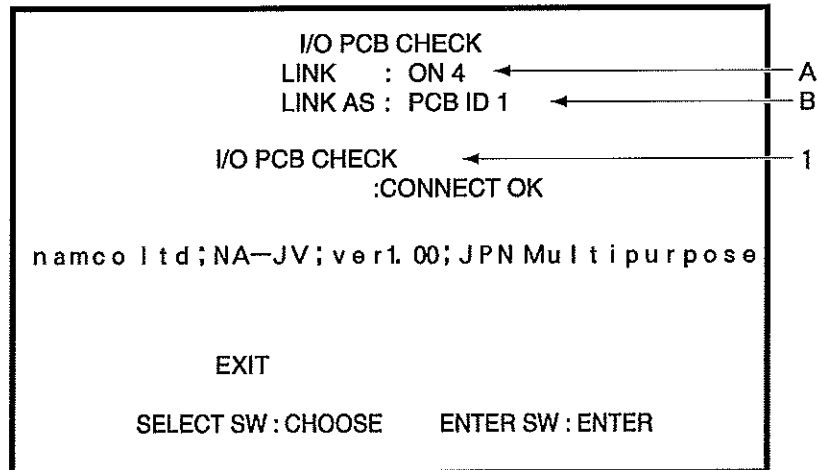 I/O PCB CHECK
LINK : ON 4 A
LINK AS : PCB ID 1 B
I/O PCB CHECK 1
:CONNECT OK
namco ltd;NA-JV;ver1.00;JPN Multipurpose
EXIT
SELECT SW : CHOOSE ENTER SW : ENTER